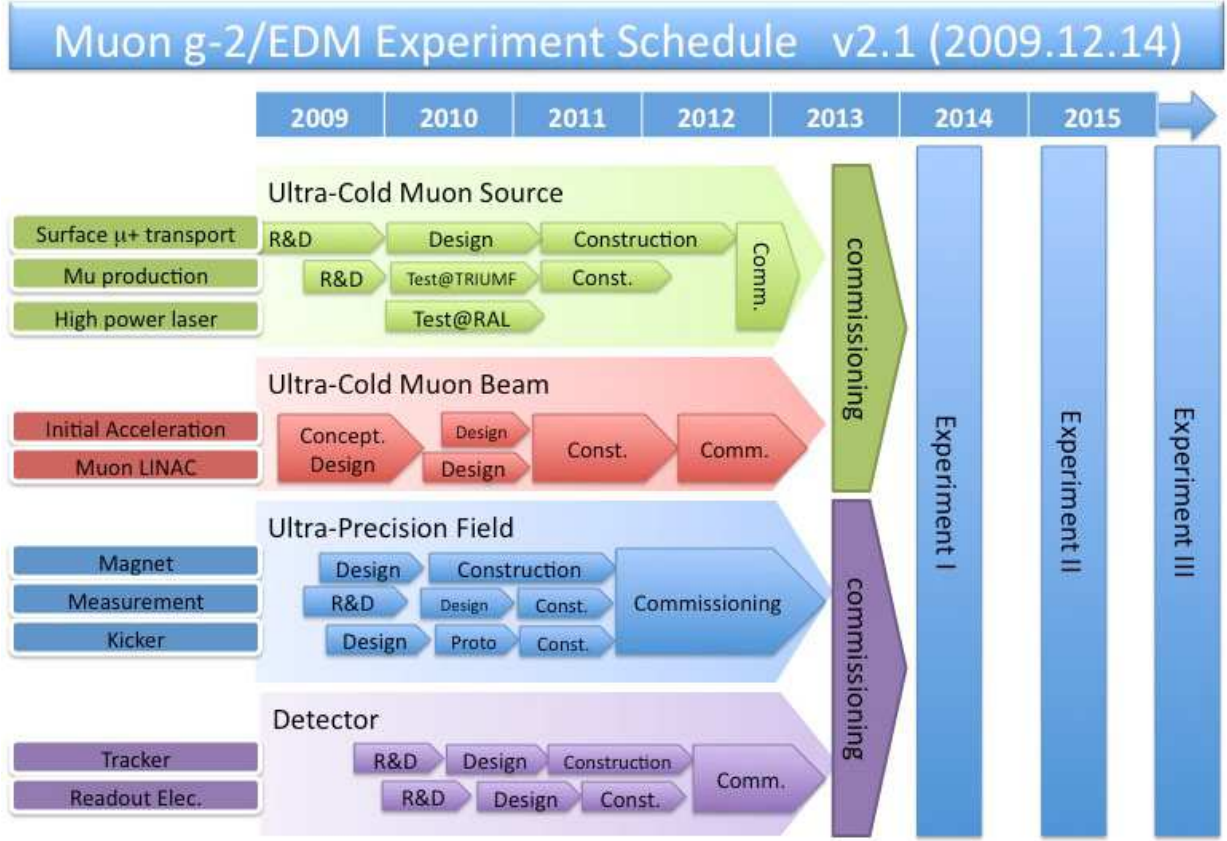 Muon g-2/EDM Experiment Schedule v2.1 (2009.12.14)
2009 2010 2011 2012 2013 2014 2015
Ultra-Cold Muon Source
Surface μ+ transport R&D Design Construction
Mu production R&D Test@TRIUMF Const.
High power laser Test@RAL
Comm.
Ultra-Cold Muon Beam
Initial Acceleration
Muon LINAC
Concept.
Design
Design
Design
Const.
Comm.
commissioning
Ultra-Precision Field
Magnet Design Construction
Measurement R&D Design Const.
Kicker Design Proto Const.
Commissioning
Detector
Tracker R&D Design Construction
Readout Elec. R&D Design Const.
Comm.
commissioning
Experiment I
Experiment II
Experiment III